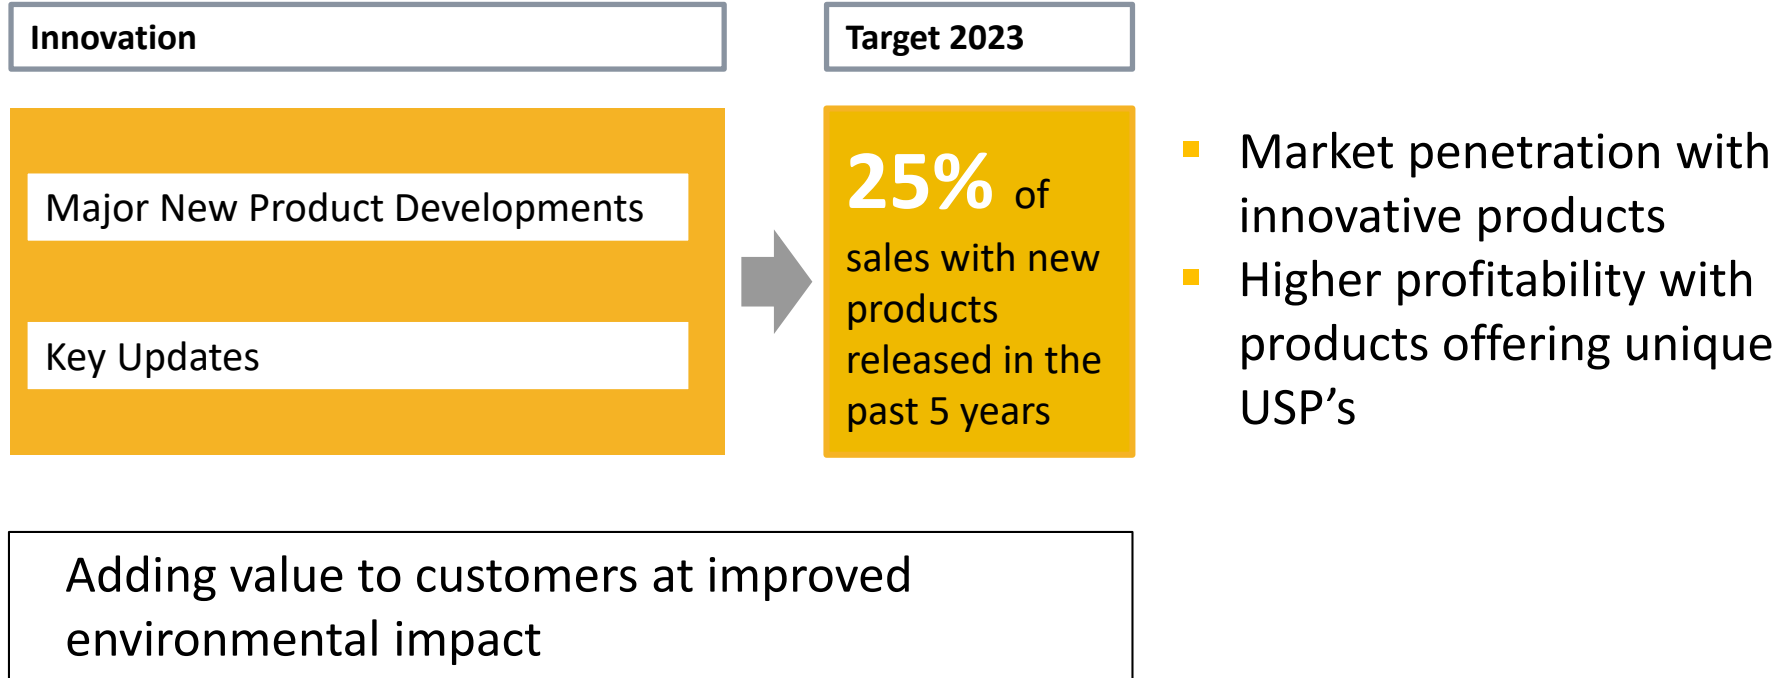 Innovation
Target 2023
Major New Product Developments
Key Updates
25% of
sales with new
products
released in the
past 5 years
Market penetration with
innovative products
Higher profitability with
products offering unique
USP’s
Adding value to customers at improved
environmental impact